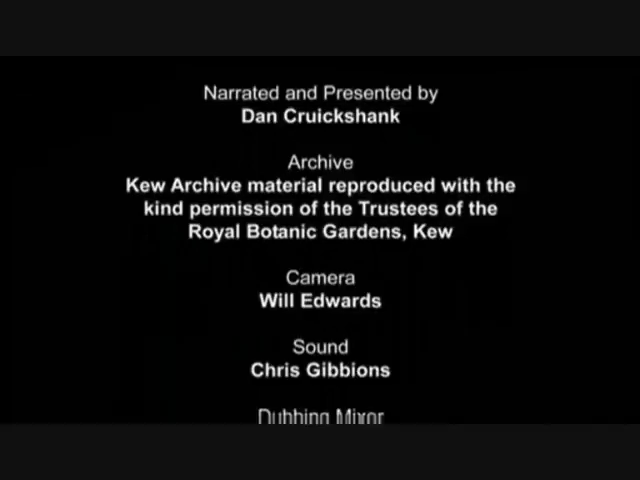 Narrated and Presented by
Dan Cruickshank
Archive
Kew Archive material reproduced with the
kind permission of the Trustees of the
Royal Botanic Gardens, Kew
Camera
Will Edwards
Sound
Chris Gibbions
Dubbing Mixor